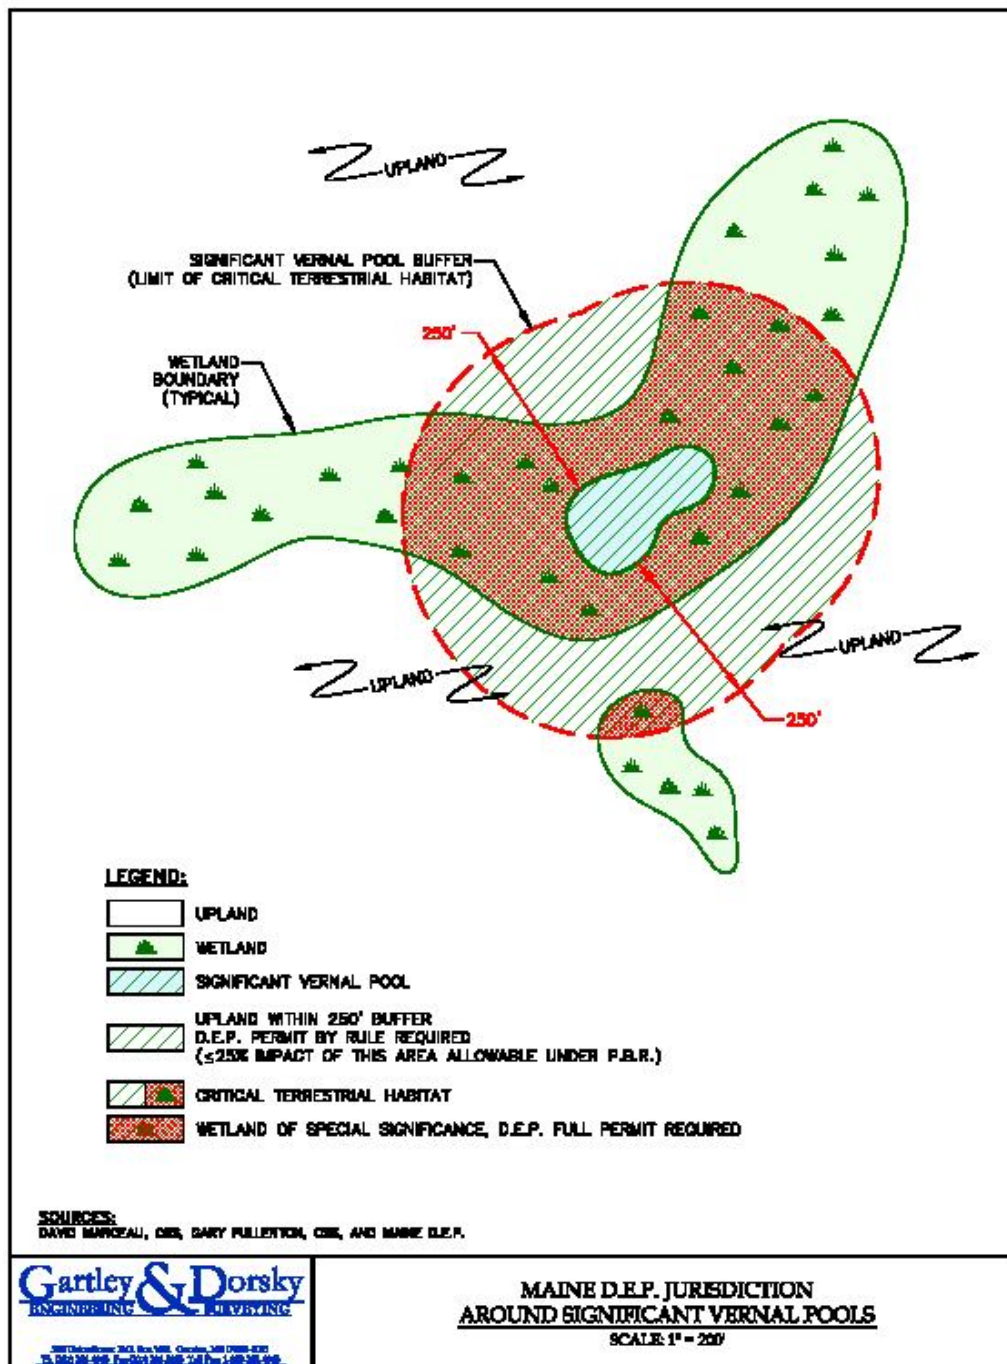 UPLAND
SIGNIFICANT VERNAL POOL BUFFER
(LIMIT OF CRITICAL TERRESTRIAL HABITAT)
250'
WETLAND
BOUNDARY
(TYPICAL)
UPLAND
UPLAND
250'
LEGEND:
UPLAND
WETLAND
SIGNIFICANT VERNAL POOL
UPLAND WITHIN 250' BUFFER
D.E.P. PERMIT BY RULE REQUIRED
(≤25% IMPACT OF THIS AREA ALLOWABLE UNDER P.B.R.)
CRITICAL TERRESTRIAL HABITAT
WETLAND OF SPECIAL SIGNIFICANCE, D.E.P. FULL PERMIT REQUIRED
SOURCES:
DAVID MARCEAU, CSS, GARY FULLERTON, CSS, AND MAINE D.E.P.
Gartley & Dorsky
ENGINEERING SURVEYING
MAINE D.E.P. JURISDICTION
AROUND SIGNIFICANT VERNAL POOLS
SCALE: 1" = 200'